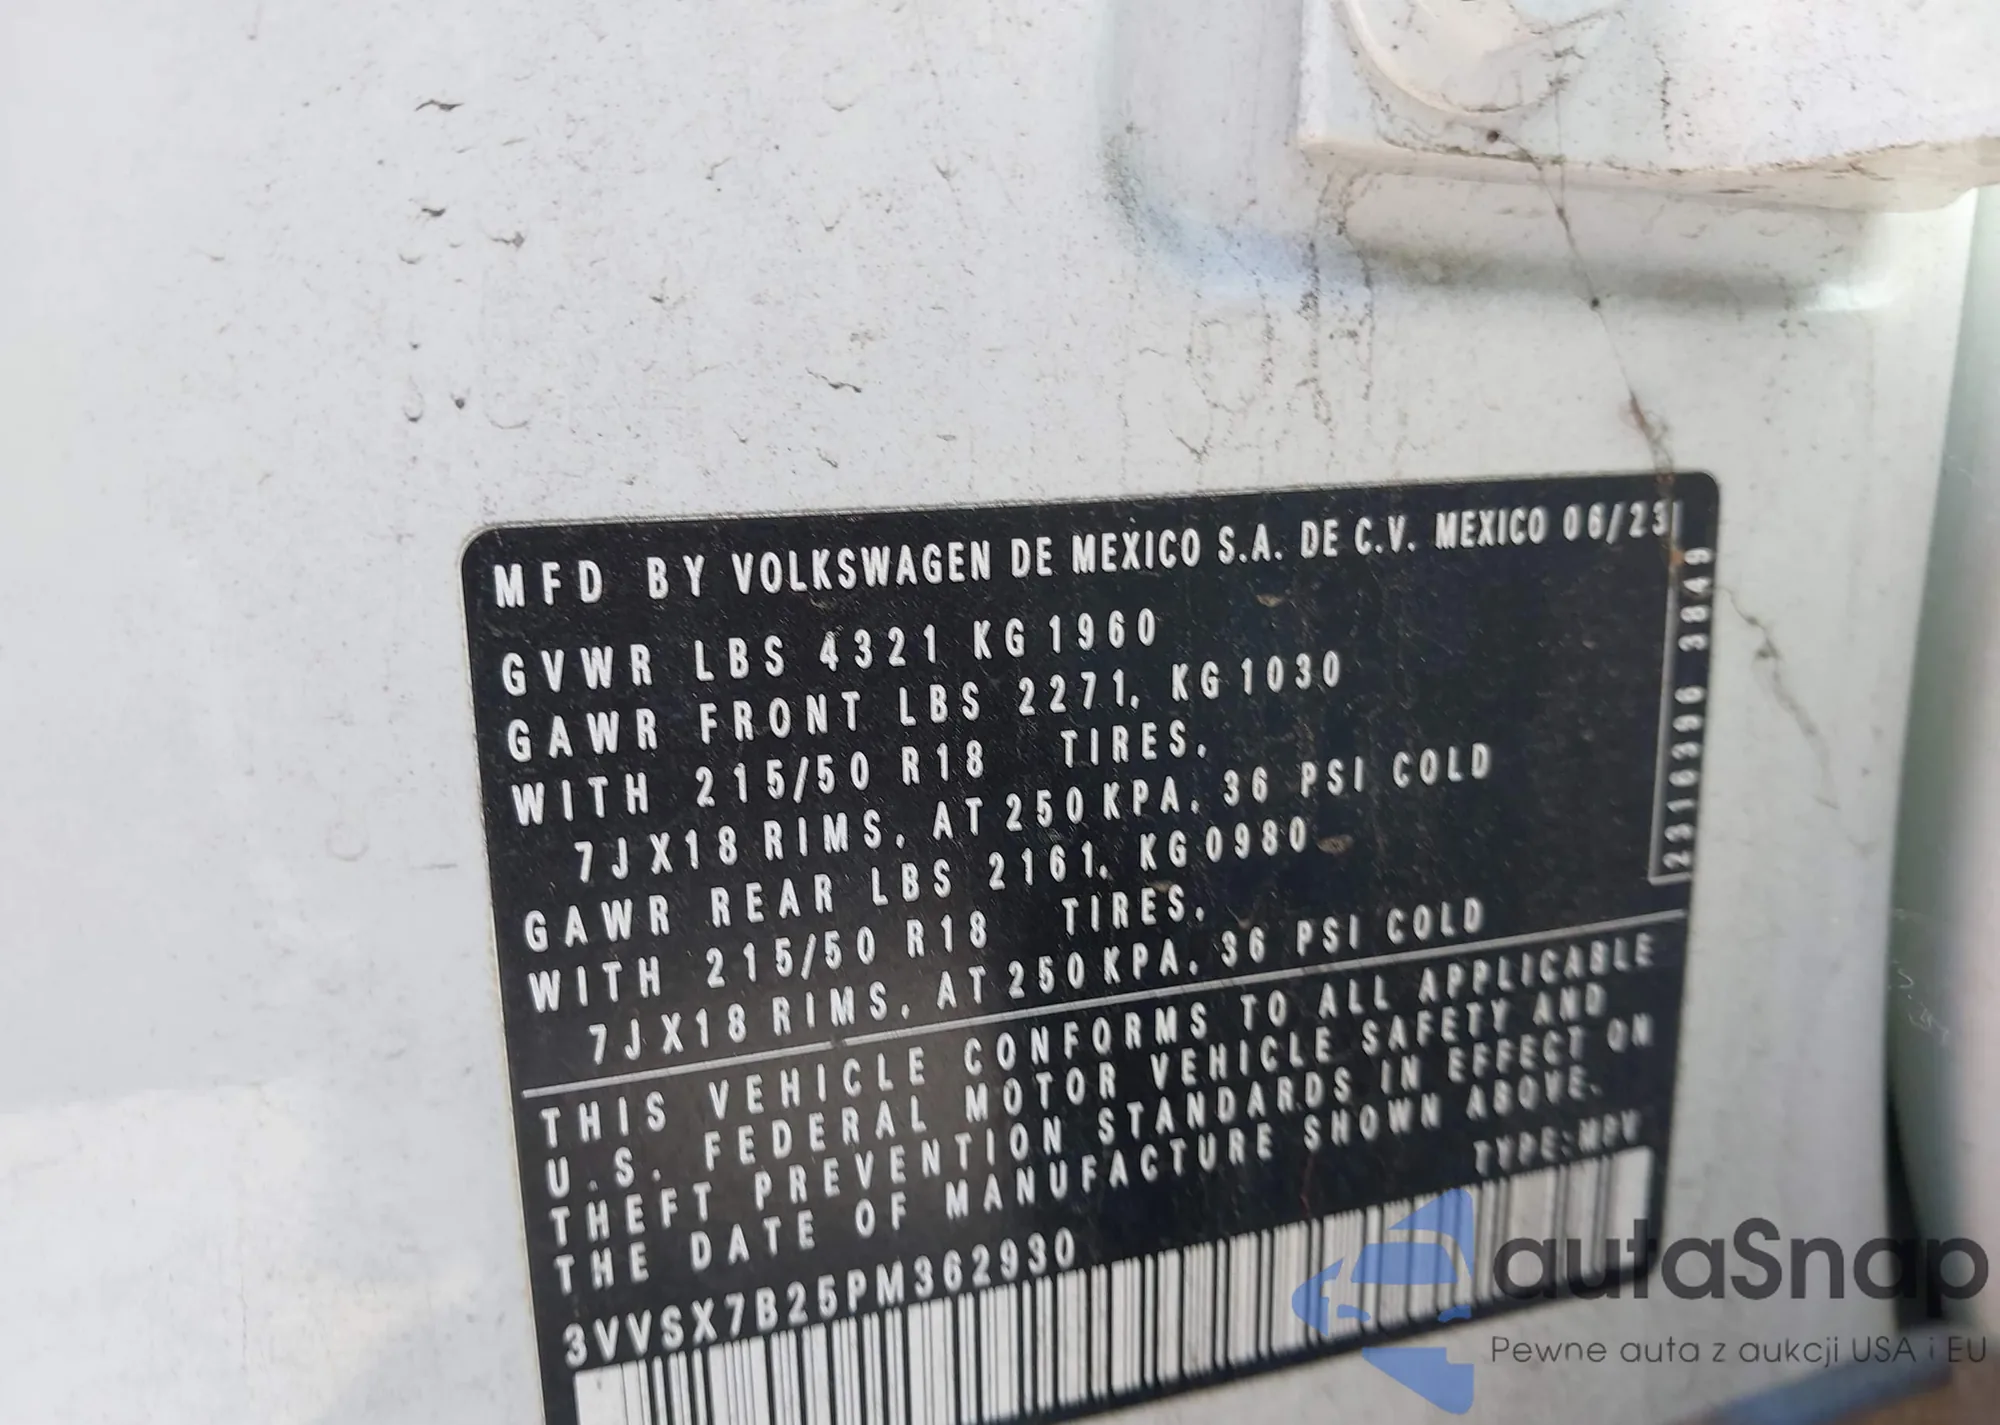 MFD BY VOLKSWAGEN DE MEXICO S.A. DE C.V. MEXICO 06/23
GVWR LBS 4321 KG 1960
GAWR FRONT LBS 2271, KG 1030
WITH 215/50 R18 TIRES,
7J X18 RIMS, AT 250 KPA, 36 PSI COLD
GAWR REAR LBS 2161, KG 0980
WITH 215/50 R18 TIRES,
7J X18 RIMS, AT 250 KPA, 36 PSI COLD
2316396 3849
THIS VEHICLE CONFORMS TO ALL APPLICABLE
U.S. FEDERAL MOTOR VEHICLE SAFETY AND
THEFT PREVENTION STANDARDS IN EFFECT ON
THE DATE OF MANUFACTURE SHOWN ABOVE.
TYPE:MPV
3VVSX7B25PM362930
autaSnap
Pewne auta z aukcji USA i EU